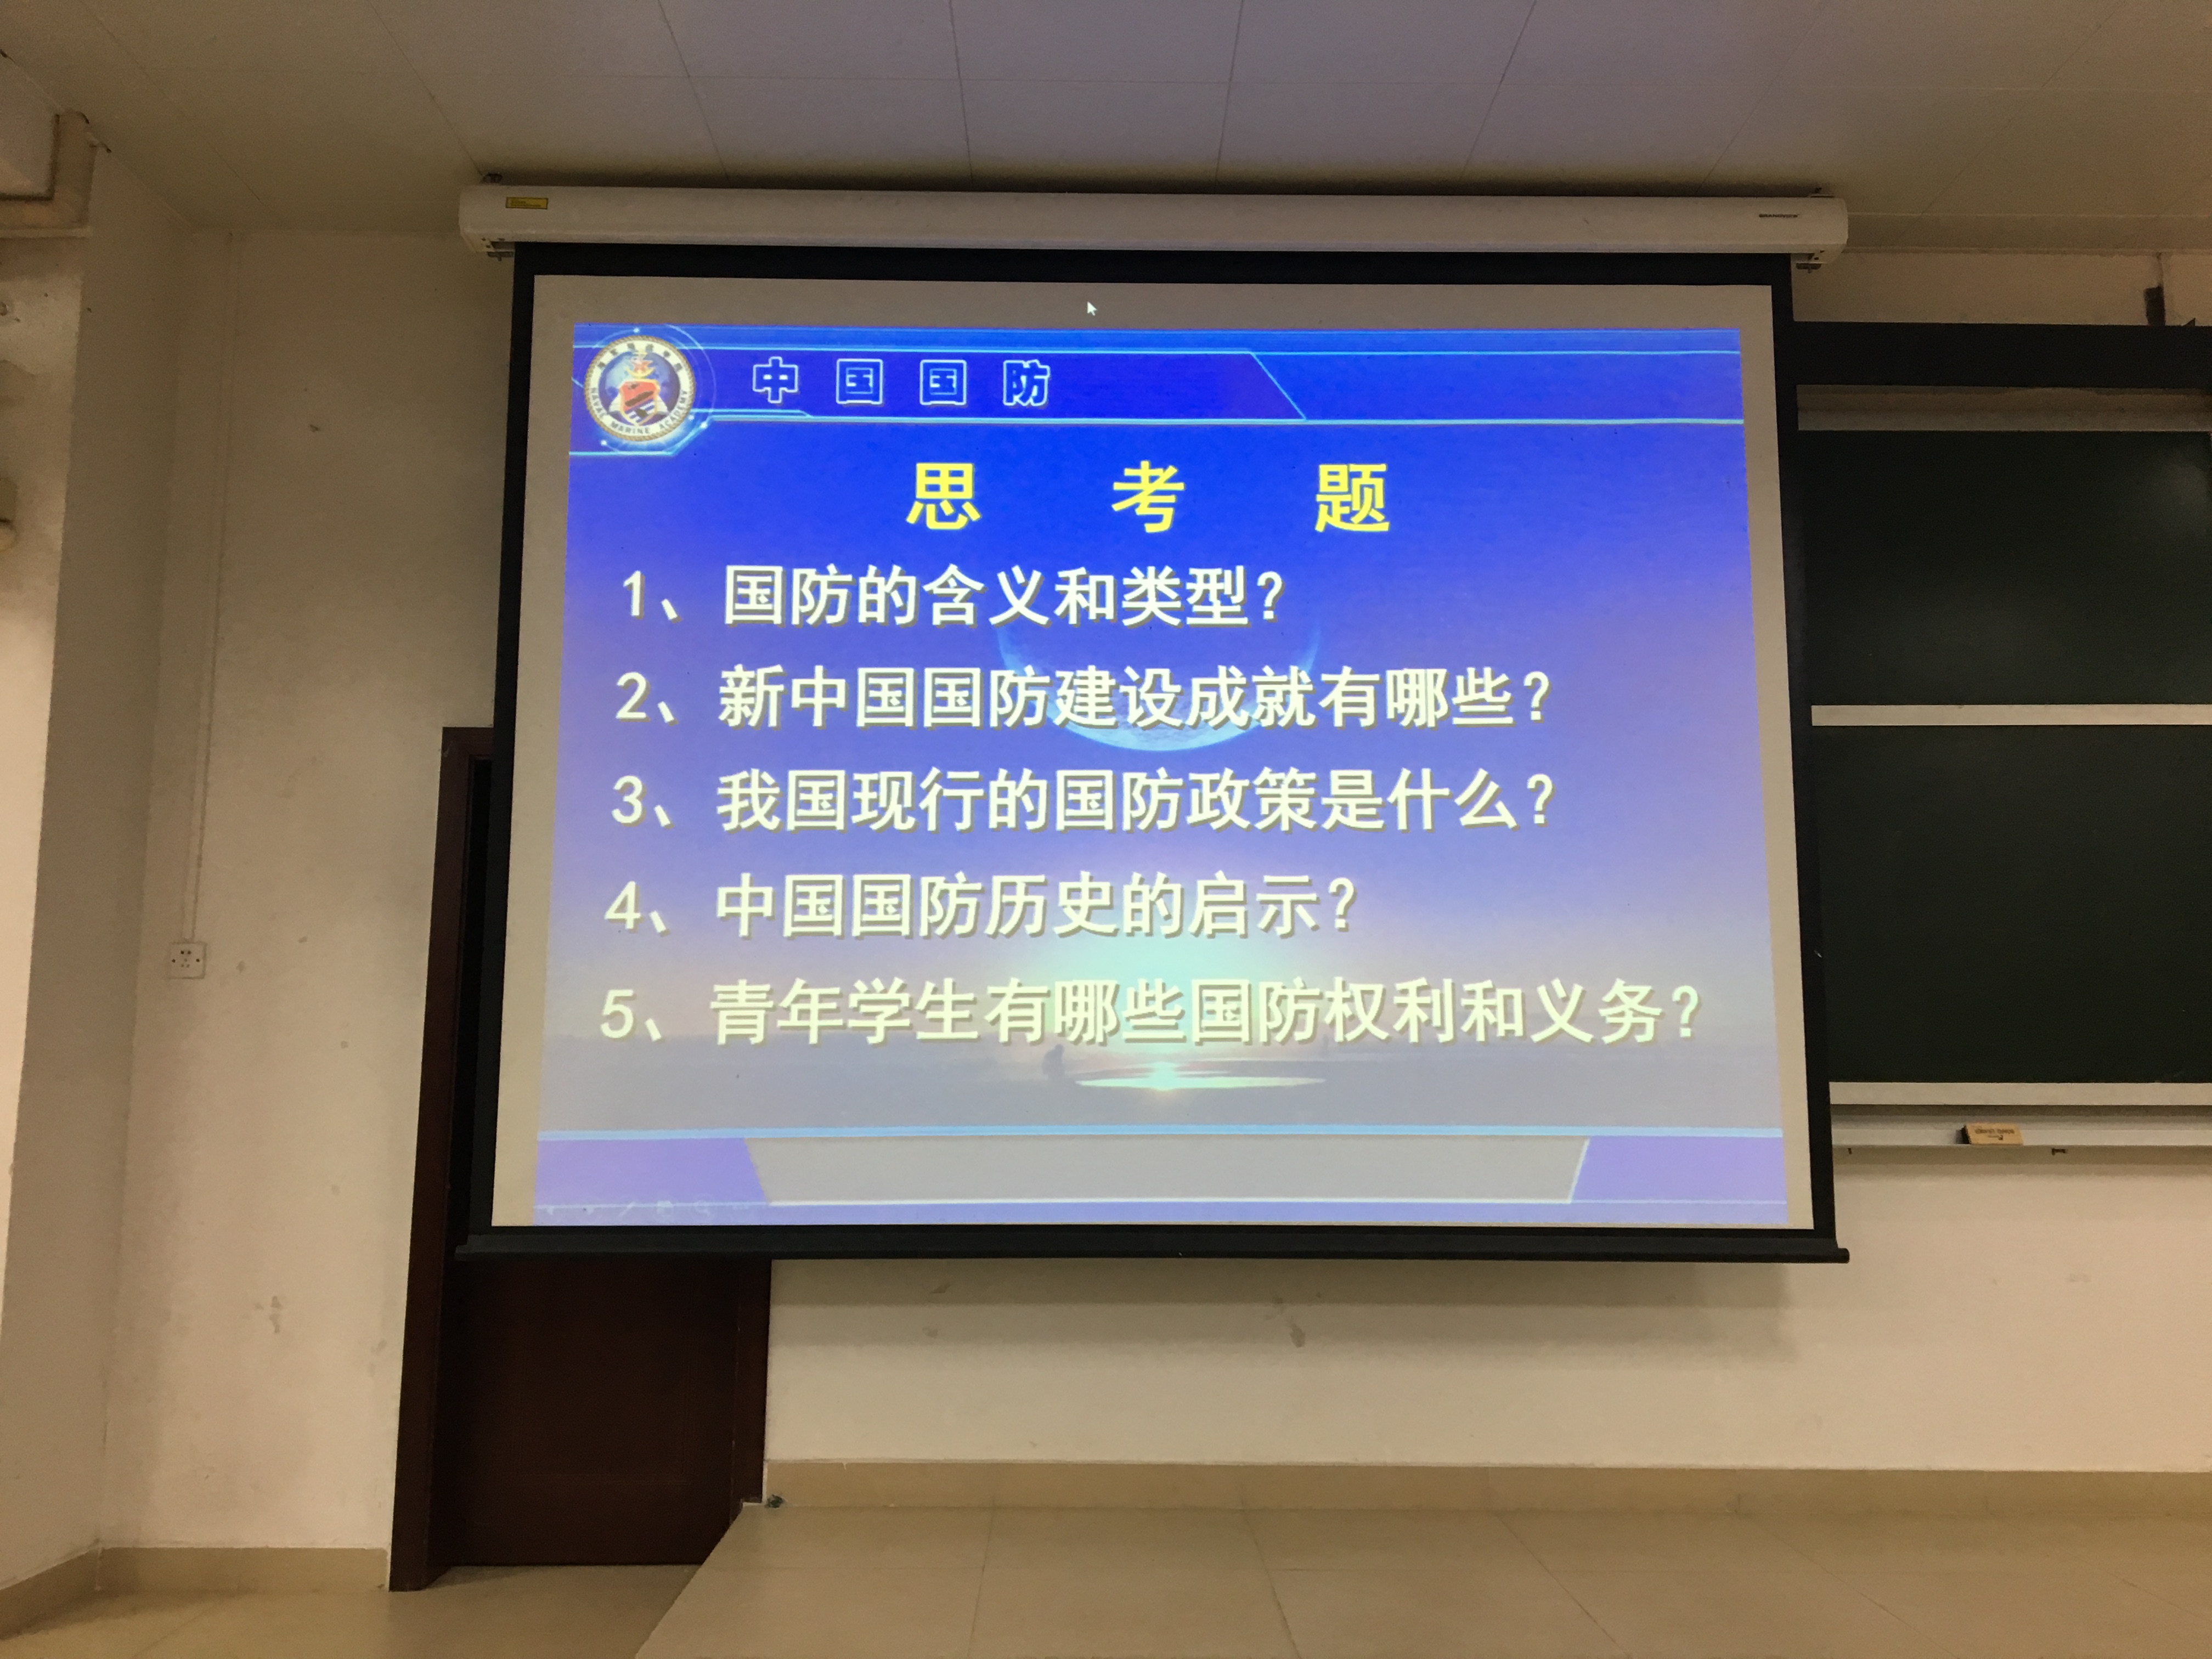 中国国防
NAVAL MARINE ACADEMY
思考题
1、国防的含义和类型?
2、新中国国防建设成就有哪些?
3、我国现行的国防政策是什么?
4、中国国防历史的启示?
5、青年学生有哪些国防权利和义务?